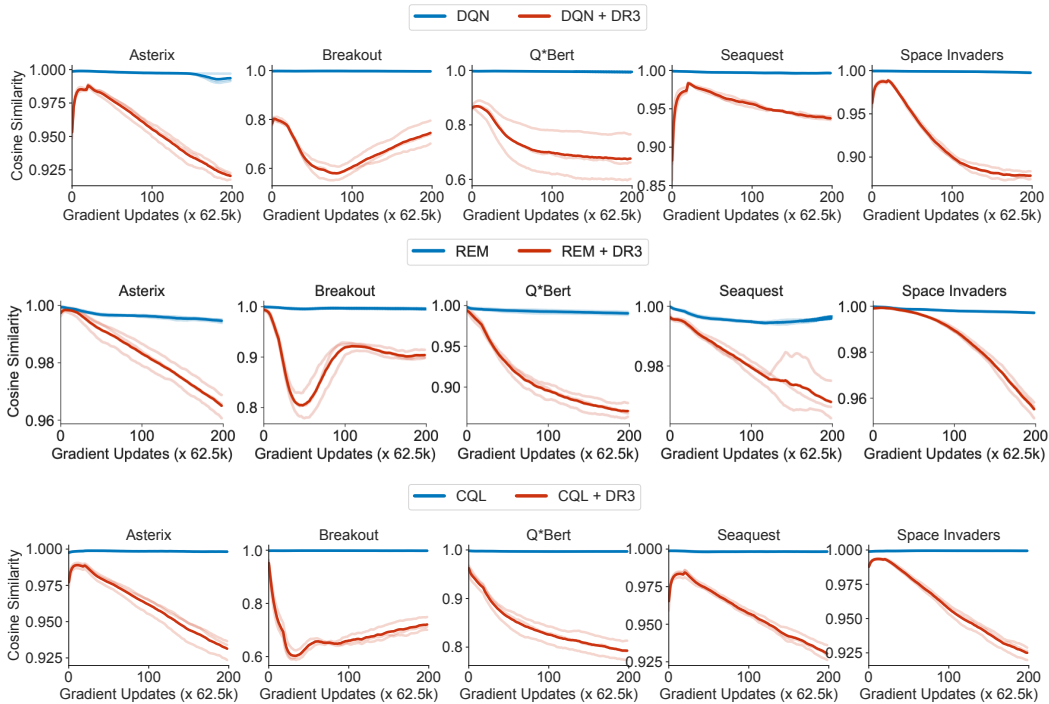 DQN DQN + DR3
Asterix Breakout Q*Bert Seaquest Space Invaders
Cosine Similarity
1.000 0.975 0.950 0.925
1.0 0.8 0.6
1.0 0.8 0.6
1.00 0.95 0.90 0.85
1.00 0.95 0.90
0 100 200 0 100 200 0 100 200 0 100 200 0 100 200
Gradient Updates (x 62.5k) Gradient Updates (x 62.5k) Gradient Updates (x 62.5k) Gradient Updates (x 62.5k) Gradient Updates (x 62.5k)
REM REM + DR3
Asterix Breakout Q*Bert Seaquest Space Invaders
Cosine Similarity
1.00 0.98 0.96
1.0 0.9 0.8
1.00 0.95 0.90
1.00 0.98 0.96
1.00 0.98 0.96
0 100 200 0 100 200 0 100 200 0 100 200 0 100 200
Gradient Updates (x 62.5k) Gradient Updates (x 62.5k) Gradient Updates (x 62.5k) Gradient Updates (x 62.5k) Gradient Updates (x 62.5k)
CQL CQL + DR3
Asterix Breakout Q*Bert Seaquest Space Invaders
Cosine Similarity
1.000 0.975 0.950 0.925
1.0 0.8 0.6
1.0 0.9 0.8
1.000 0.975 0.950 0.925
1.000 0.975 0.950 0.925
0 100 200 0 100 200 0 100 200 0 100 200 0 100 200
Gradient Updates (x 62.5k) Gradient Updates (x 62.5k) Gradient Updates (x 62.5k) Gradient Updates (x 62.5k) Gradient Updates (x 62.5k)